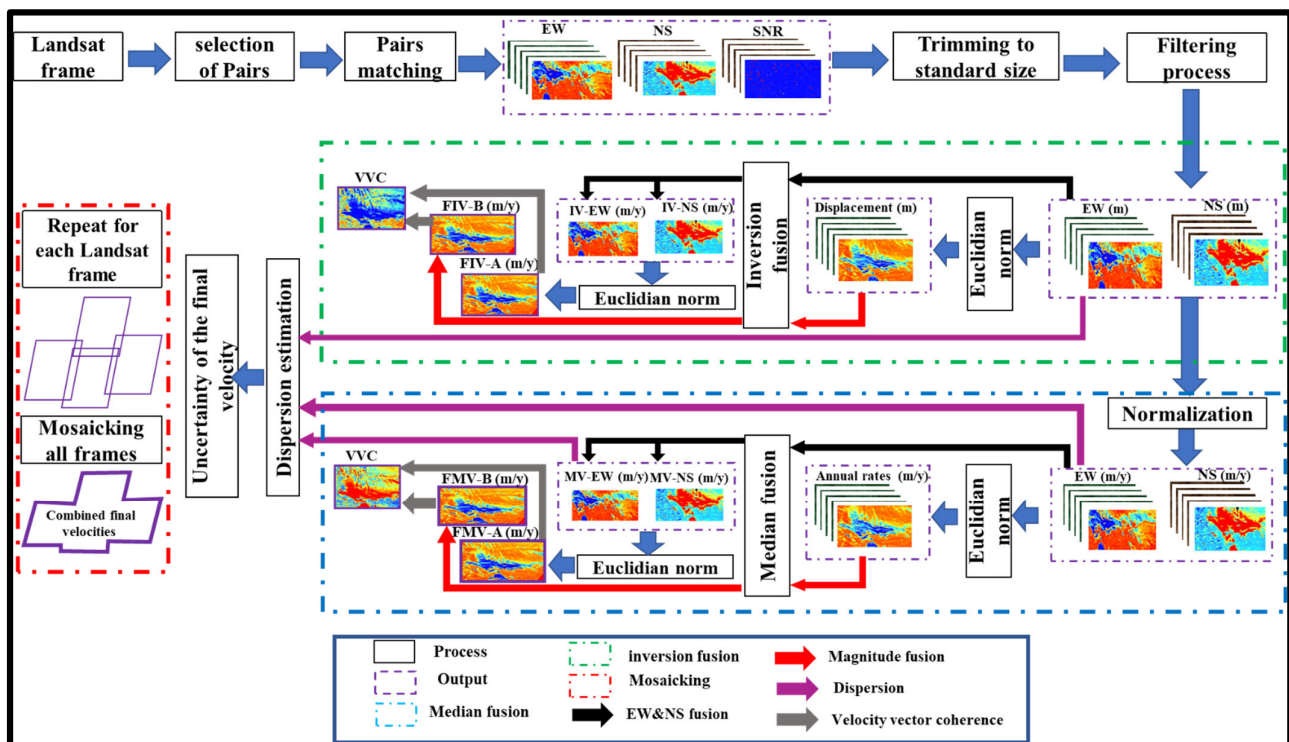 Landsat
frame
selection
of Pairs
Pairs
matching
EW
NS
SNR
Trimming to
standard size
Filtering
process
VVC
FIV-B (m/y)
FIV-A (m/y)
IV-EW (m/y)
IV-NS (m/y)
Euclidian norm
Inversion
fusion
Displacement (m)
Euclidian
norm
EW (m)
NS (m)
Repeat for
each Landsat
frame
Mosaicking
all frames
Combined final
velocities
Uncertainty of the final
velocity
Dispersion estimation
Normalization
VVC
FMV-B (m/y)
FMV-A (m/y)
MV-EW (m/y)
MV-NS (m/y)
Euclidian norm
Median fusion
Annual rates (m/y)
Euclidian
norm
EW (m/y)
NS (m/y)
Process
Output
Median fusion
inversion fusion
Mosaicking
EW&NS fusion
Magnitude fusion
Dispersion
Velocity vector coherence